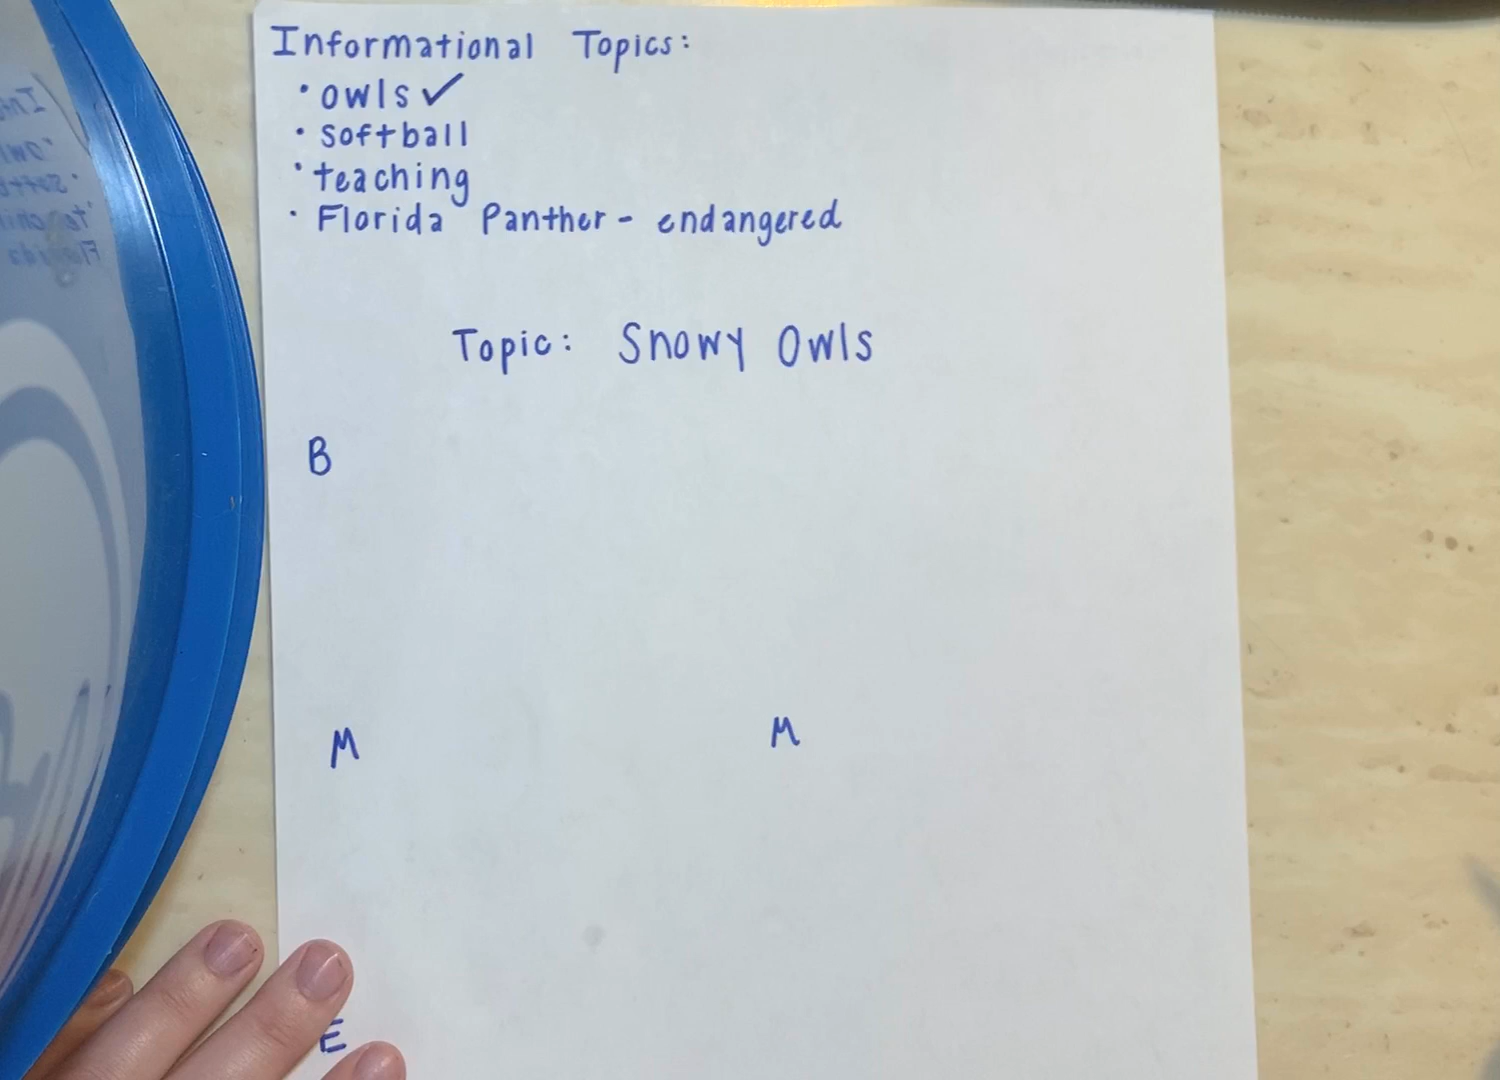 Informational Topics:
• owls ✓
• softball
• teaching
• Florida Panther - endangered
Topic: Snowy Owls
B
M M
E